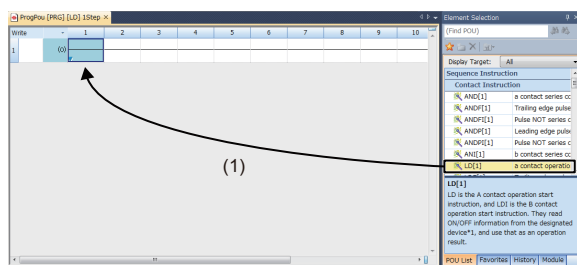 ProgPou [PRG] [LD] 1Step
Write 1 2 3 4 5 6 7 8 9 10
1 (0)
(1)
Element Selection
(Find POU)
Display Target: All
Sequence Instruction
Contact Instruction
AND[1] a contact series co
ANDF[1] Trailing edge pulse
ANDFI[1] Pulse NOT series c
ANDP[1] Leading edge pulse
ANDPI[1] Pulse NOT series c
ANI[1] b contact series co
LD[1] a contact operatio
LD[1]
LD is the A contact
operation start
instruction, and LDI is the B contact
operation start instruction. They read
ON/OFF information from the designated
device*1, and use that as an operation
result.
POU List Favorites History Module